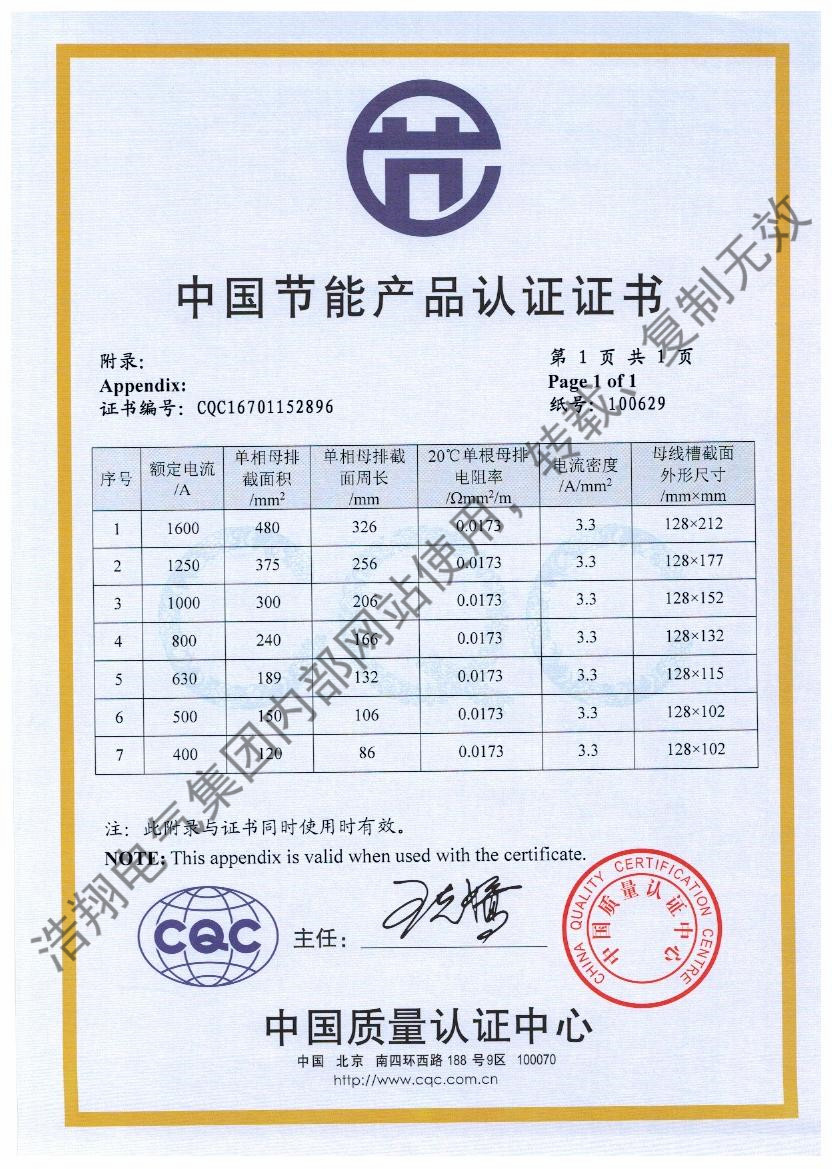 中国节能产品认证证书
附录:
Appendix:
证书编号: CQC16701152896
第 1 页 共 1 页
Page 1 of 1
纸号: 100629
序号 额定电流/A 单相母排截面积/mm² 单相母排截面周长/mm 20℃单根母排电阻率/Ωmm²/m 电流密度/A/mm² 母线槽截面外形尺寸/mm×mm
1 1600 480 326 0.0173 3.3 128×212
2 1250 375 256 0.0173 3.3 128×177
3 1000 300 206 0.0173 3.3 128×152
4 800 240 166 0.0173 3.3 128×132
5 630 189 132 0.0173 3.3 128×115
6 500 150 106 0.0173 3.3 128×102
7 400 120 86 0.0173 3.3 128×102
注: 此附录与证书同时使用时有效。
NOTE: This appendix is valid when used with the certificate.
CQC
主任:
CHINA QUALITY CERTIFICATION CENTRE
中国质量认证中心
中国质量认证中心
中国 北京 南四环西路 188 号9区 100070
http://www.cqc.com.cn
浩翔电气集团内部网站使用，转载、复制无效